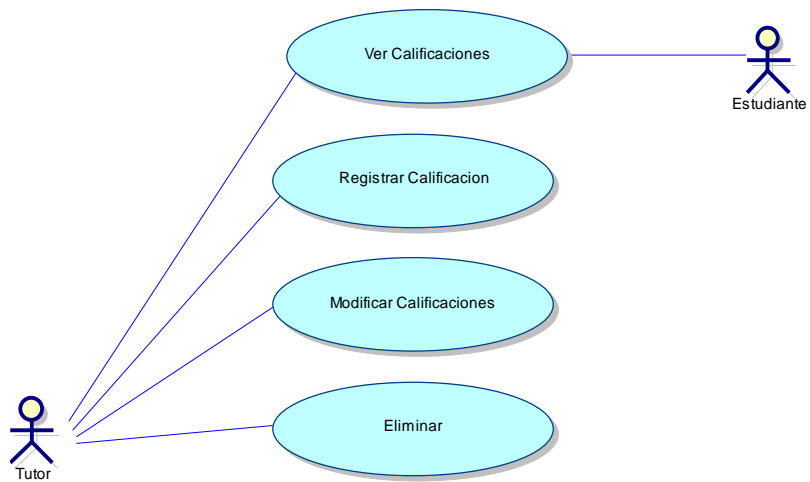 Ver Calificaciones
Estudiante
Registrar Calificacion
Modificar Calificaciones
Eliminar
Tutor